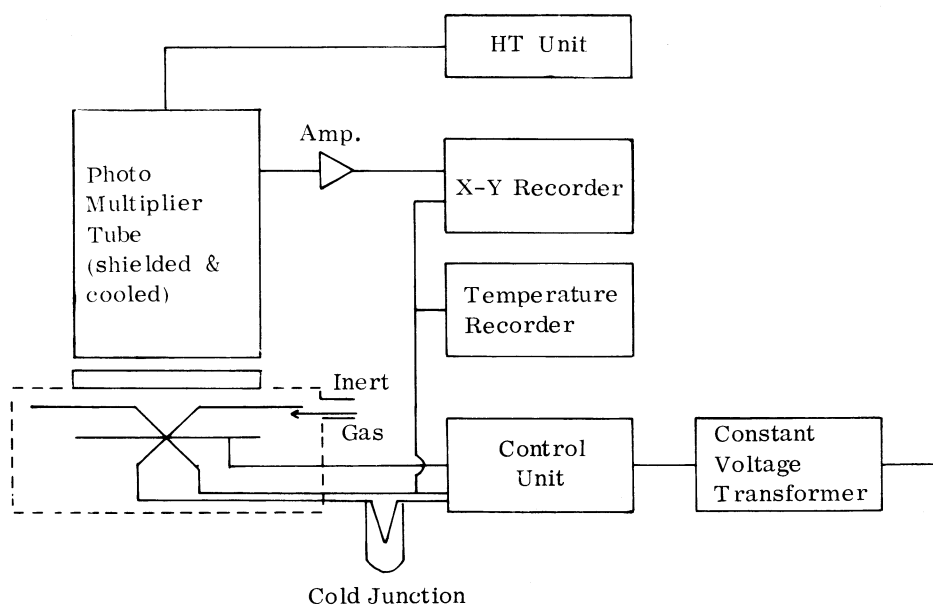 HT Unit
Amp.
Photo
Multiplier
Tube
(shielded &
cooled)
X-Y Recorder
Temperature
Recorder
Inert
Gas
Control
Unit
Constant
Voltage
Transformer
Cold Junction